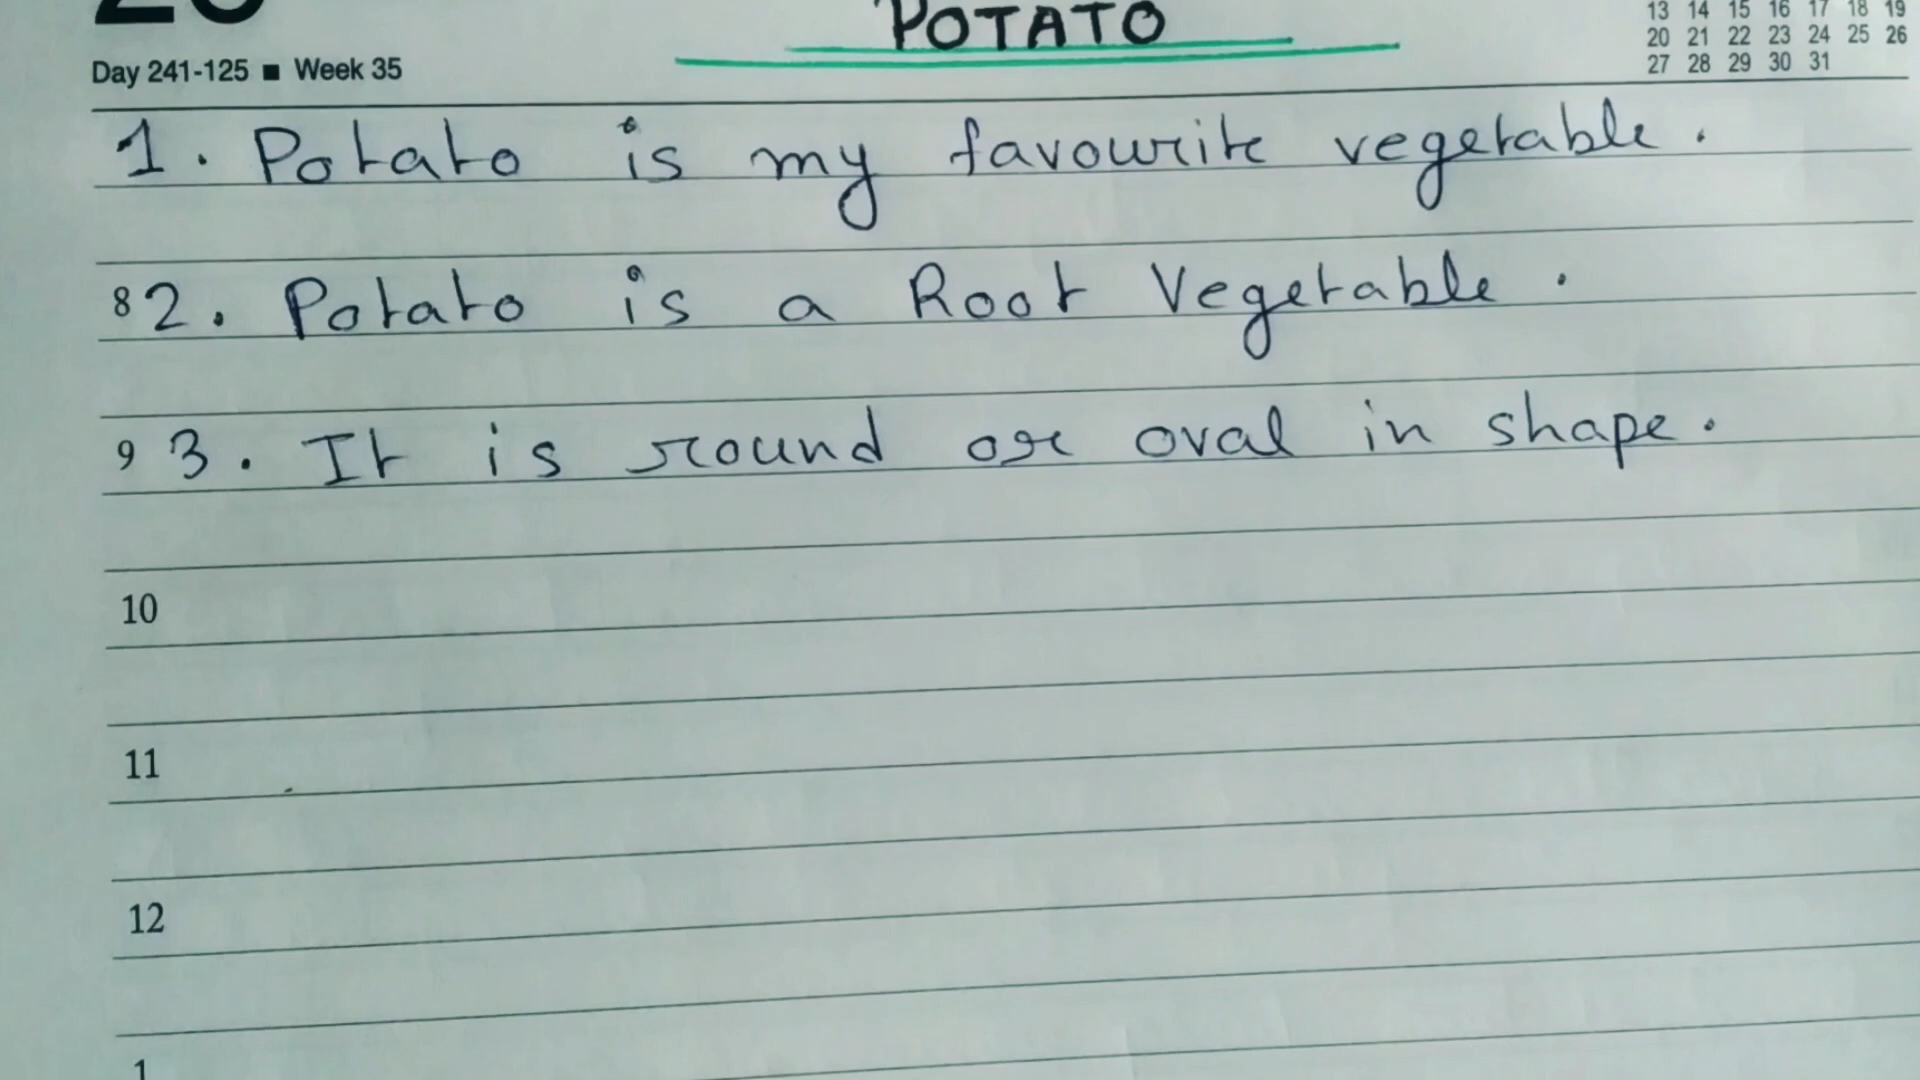 POTATO
13 14 15 16 17 18 19
20 21 22 23 24 25 26
27 28 29 30 31
Day 241-125 ■ Week 35
1. Potato is my favourite vegetable.
8 2. Potato is a Root Vegetable.
9 3. It is round or oval in shape.
10
11
12
1